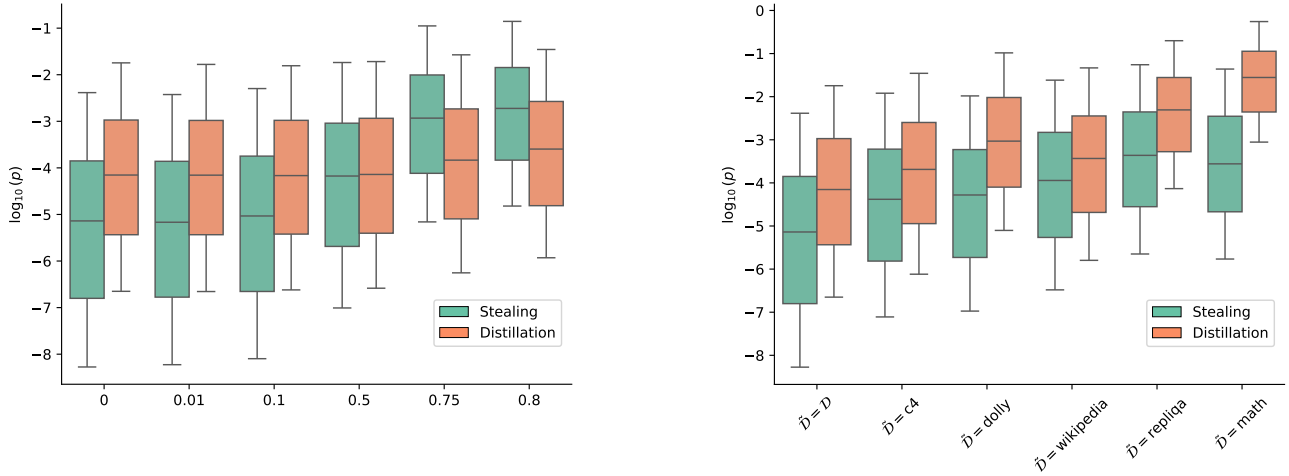 −1
−2
−3
−4
−5
−6
−7
−8
log₁₀(p)
0 0.01 0.1 0.5 0.75 0.8
Stealing
Distillation
0
−1
−2
−3
−4
−5
−6
−7
−8
log₁₀(p)
𝒟̃ = 𝒟
𝒟̃ = c4
𝒟̃ = dolly
𝒟̃ = wikipedia
𝒟̃ = repliqa
𝒟̃ = math
Stealing
Distillation